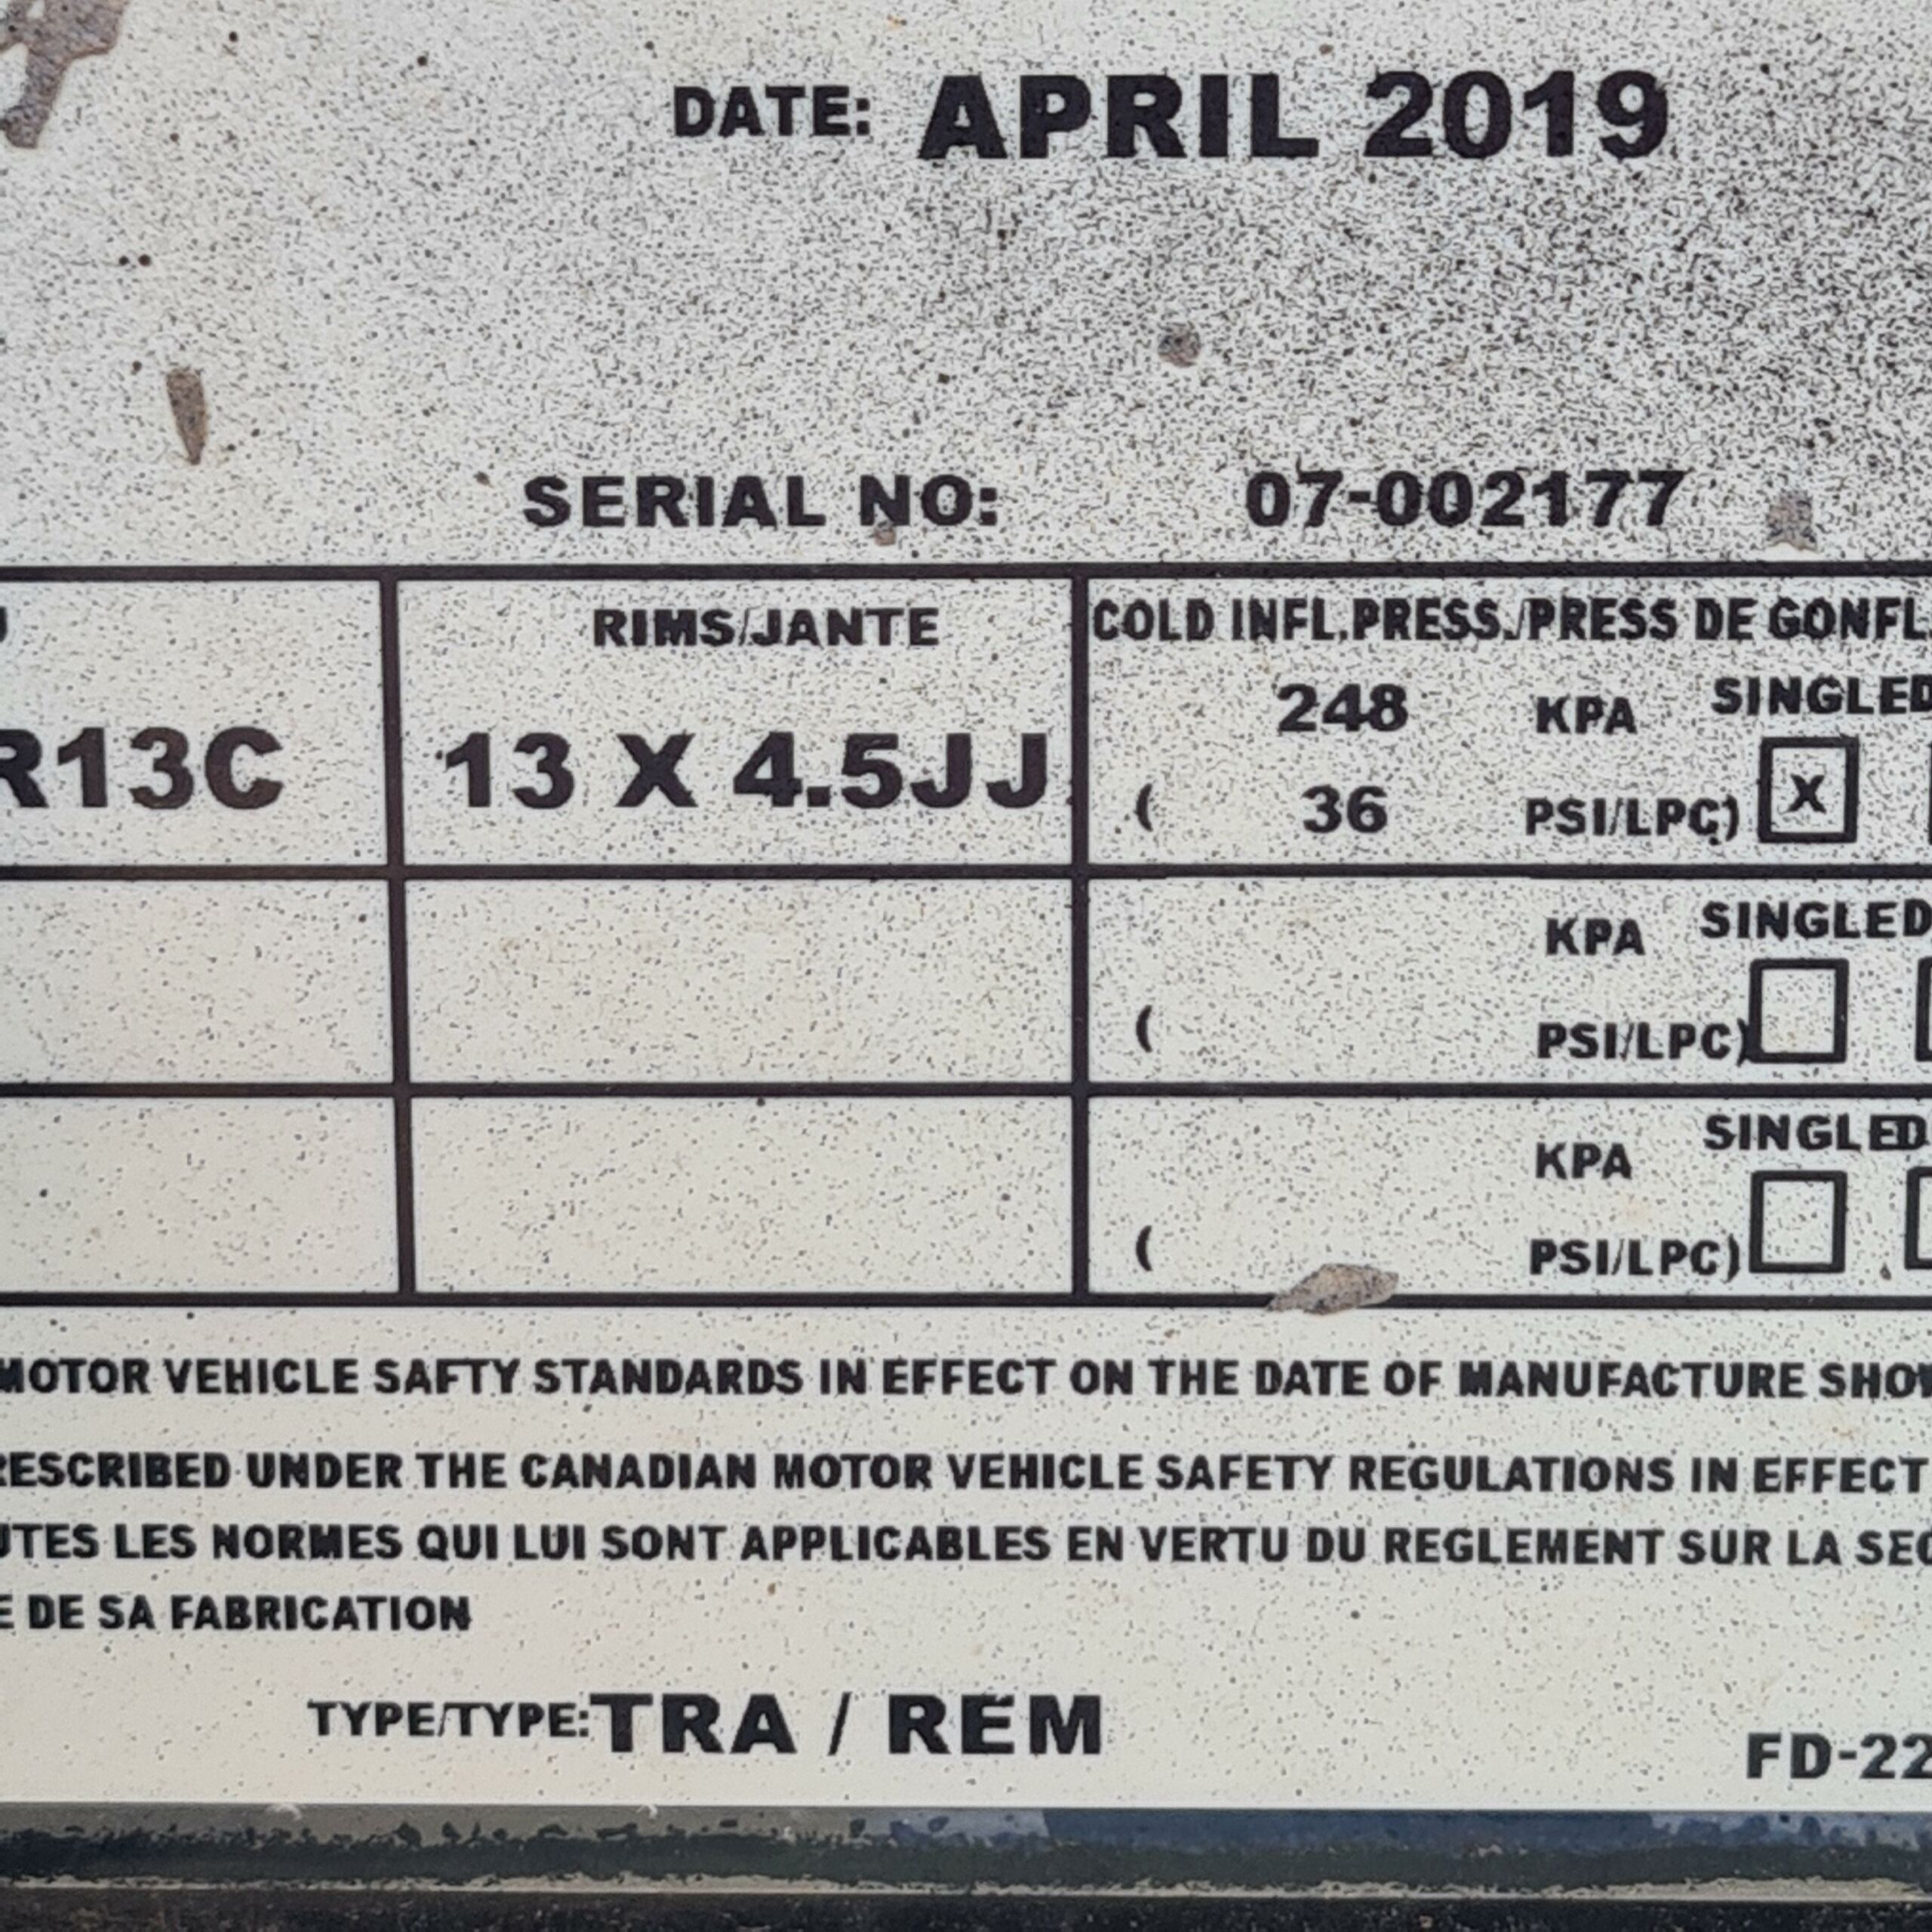 DATE: APRIL 2019
SERIAL NO: 07-002177
RIMS/JANTE
COLD INFL.PRESS./PRESS DE GONFL
R13C
13 X 4.5JJ
248 KPA SINGLE
( 36 PSI/LPC) X
KPA SINGLE
( PSI/LPC)
KPA SINGLE
( PSI/LPC)
MOTOR VEHICLE SAFTY STANDARDS IN EFFECT ON THE DATE OF MANUFACTURE SHOW
RESCRIBED UNDER THE CANADIAN MOTOR VEHICLE SAFETY REGULATIONS IN EFFECT
UTES LES NORMES QUI LUI SONT APPLICABLES EN VERTU DU REGLEMENT SUR LA SEC
E DE SA FABRICATION
TYPE/TYPE: TRA / REM
FD-22